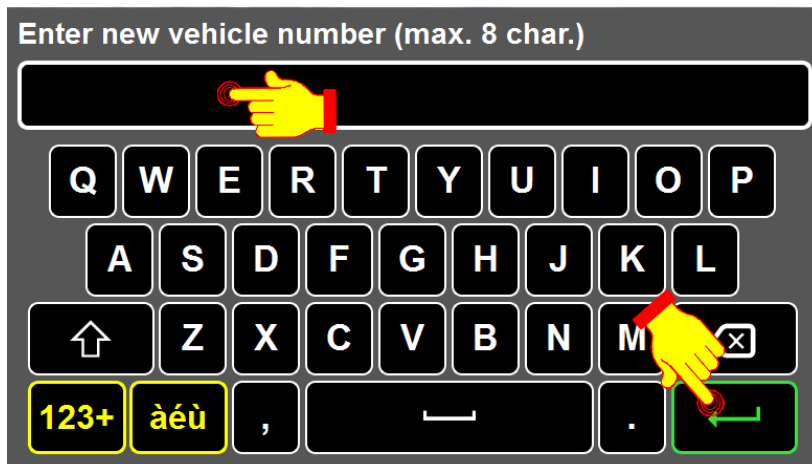 Enter new vehicle number (max. 8 char.)
Q W E R T Y U I O P
A S D F G H J K L
Z X C V B N M
123+ àéù , .